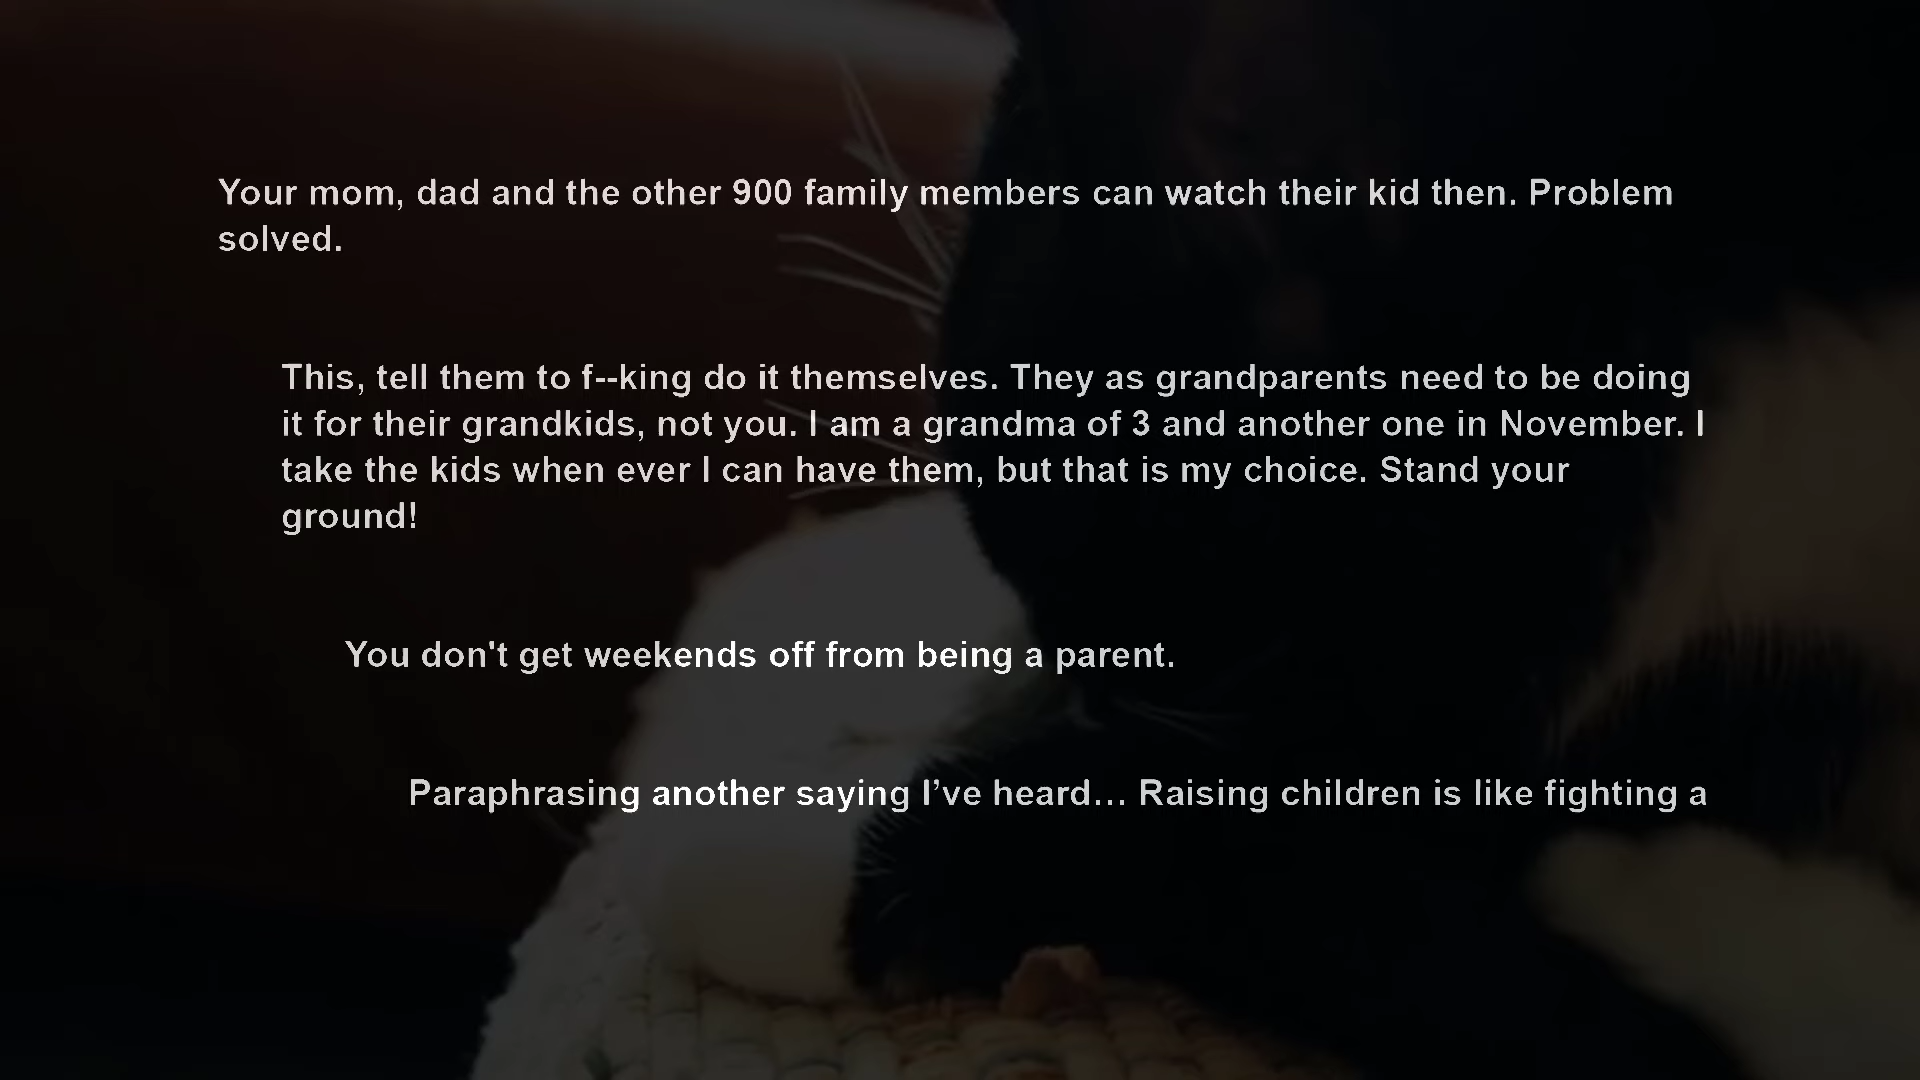 Your mom, dad and the other 900 family members can watch their kid then. Problem
solved.
This, tell them to f--king do it themselves. They as grandparents need to be doing
it for their grandkids, not you. I am a grandma of 3 and another one in November. I
take the kids when ever I can have them, but that is my choice. Stand your
ground!
You don't get weekends off from being a parent.
Paraphrasing another saying I’ve heard… Raising children is like fighting a